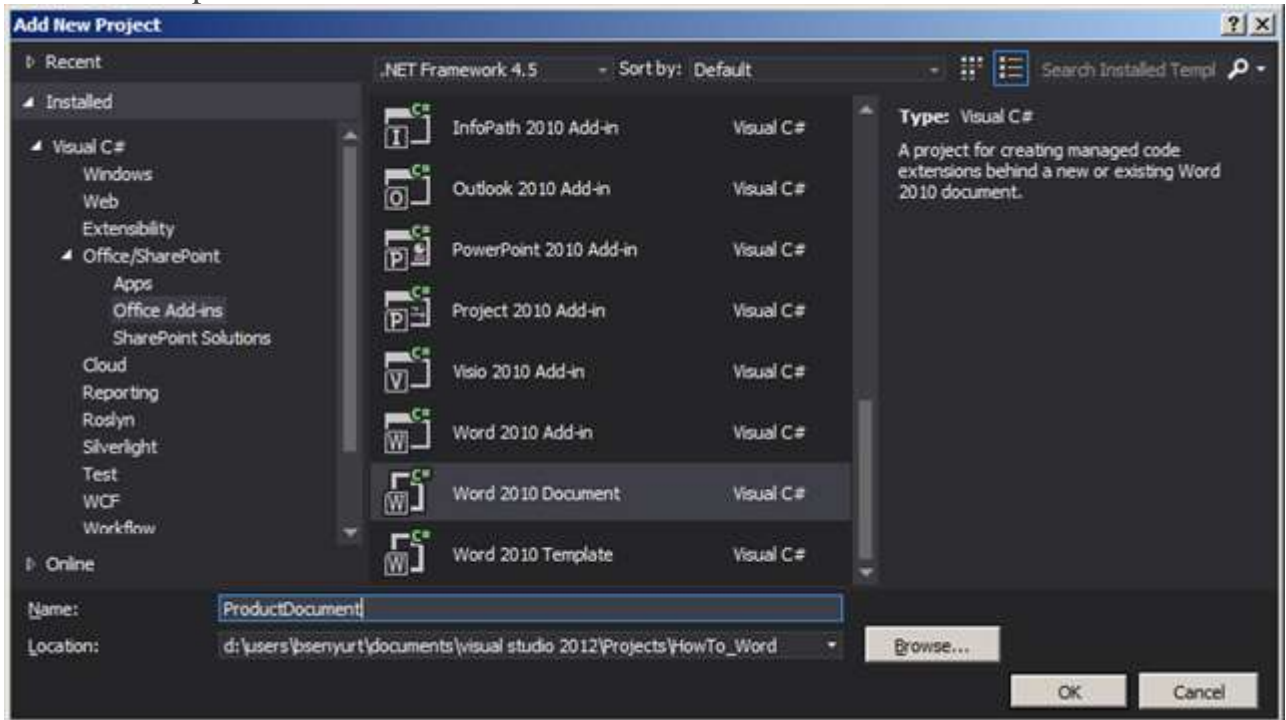 Add New Project
Recent
.NET Framework 4.5
Sort by: Default
Search Installed Templ
Installed
Visual C#
Windows
Web
Extensibility
Office/SharePoint
Apps
Office Add-ins
SharePoint Solutions
Cloud
Reporting
Roslyn
Silverlight
Test
WCF
Workflow
Online
InfoPath 2010 Add-in Visual C#
Outlook 2010 Add-in Visual C#
PowerPoint 2010 Add-in Visual C#
Project 2010 Add-in Visual C#
Visio 2010 Add-in Visual C#
Word 2010 Add-in Visual C#
Word 2010 Document Visual C#
Word 2010 Template Visual C#
Type: Visual C#
A project for creating managed code
extensions behind a new or existing Word
2010 document.
Name: ProductDocument
Location: d:\users\bsenyurt\documents\visual studio 2012\Projects\HowTo_Word
Browse...
OK Cancel